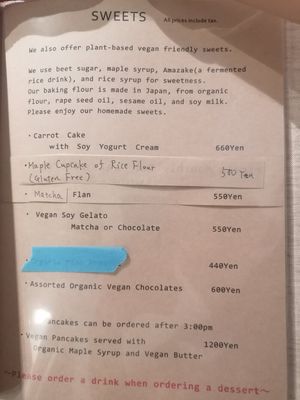 SWEETS All prices include tax.
We also offer plant-based vegan friendly sweets.
We use beet sugar, maple syrup, Amazake(a fermented
rice drink), and rice syrup for sweetness.
Our baking flour is made in Japan, from organic
flour, rape seed oil, sesame oil, and soy milk.
Please enjoy our homemade sweets.
・Carrot Cake
with Soy Yogurt Cream 660Yen
・Maple Cupcake of Rice Flour
(Gluten Free) 500 Yen
・Matcha Flan 550Yen
・Vegan Soy Gelato
Matcha or Chocolate 550Yen
440Yen
・Assorted Organic Vegan Chocolates 600Yen
Pancakes can be ordered after 3:00pm
・Vegan Pancakes served with 1200Yen
Organic Maple Syrup and Vegan Butter
～Please order a drink when ordering a dessert～